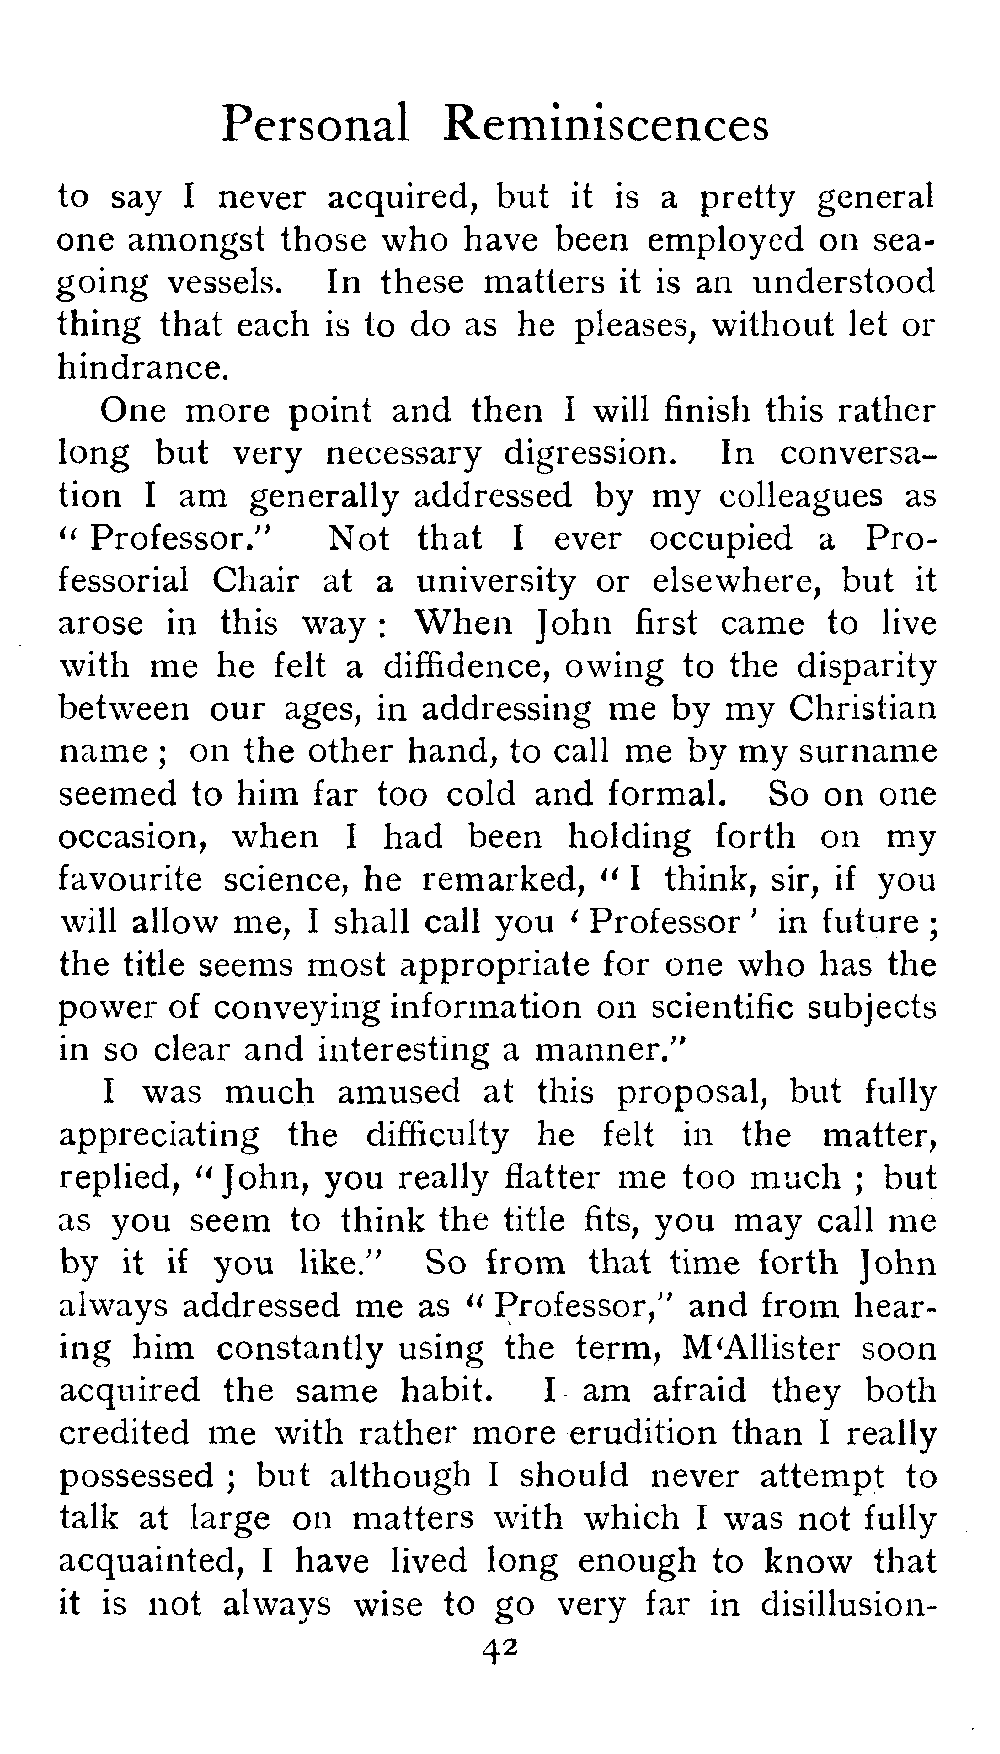 Personal Reminiscences
to say I never acquired, but it is a pretty general
one amongst those who have been employed on sea-
going vessels. In these matters it is an understood
thing that each is to do as he pleases, without let or
hindrance.
One more point and then I will finish this rather
long but very necessary digression. In conversa-
tion I am generally addressed by my colleagues as
“ Professor.” Not that I ever occupied a Pro-
fessorial Chair at a university or elsewhere, but it
arose in this way : When John first came to live
with me he felt a diffidence, owing to the disparity
between our ages, in addressing me by my Christian
name ; on the other hand, to call me by my surname
seemed to him far too cold and formal. So on one
occasion, when I had been holding forth on my
favourite science, he remarked, “ I think, sir, if you
will allow me, I shall call you ‘ Professor ’ in future ;
the title seems most appropriate for one who has the
power of conveying information on scientific subjects
in so clear and interesting a manner.”
I was much amused at this proposal, but fully
appreciating the difficulty he felt in the matter,
replied, “ John, you really flatter me too much ; but
as you seem to think the title fits, you may call me
by it if you like.” So from that time forth John
always addressed me as “ Professor,” and from hear-
ing him constantly using the term, M‘Allister soon
acquired the same habit. I am afraid they both
credited me with rather more erudition than I really
possessed ; but although I should never attempt to
talk at large on matters with which I was not fully
acquainted, I have lived long enough to know that
it is not always wise to go very far in disillusion-
42